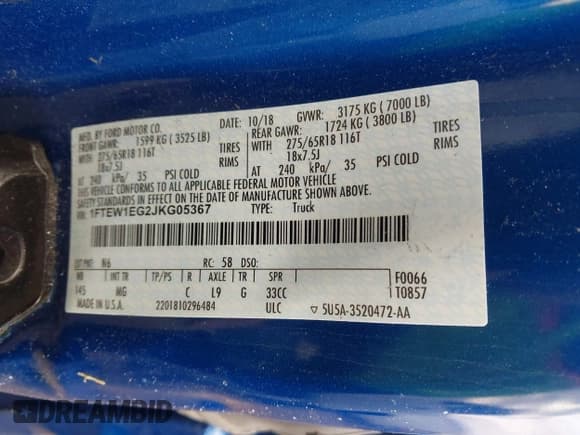 MFD. BY FORD MOTOR CO.
DATE: 10/18 GVWR: 3175 KG ( 7000 LB)
FRONT GAWR: 1599 KG ( 3525 LB) REAR GAWR: 1724 KG ( 3800 LB)
WITH 275/65R18 116T TIRES WITH 275/65R18 116T TIRES
18x7.5J RIMS 18x7.5J RIMS
AT 240 kPa/ 35 PSI COLD AT 240 kPa/ 35 PSI COLD
THIS VEHICLE CONFORMS TO ALL APPLICABLE FEDERAL MOTOR VEHICLE
SAFETY STANDARDS IN EFFECT ON THE DATE OF MANUFACTURE SHOWN ABOVE.
VIN: 1FTEW1EG2JKG05367 TYPE: Truck
EXT PNT: N6 RC: 58 DSO:
WB INT TR TP/PS R AXLE TR SPR F0066
145 MG C L9 G 33CC T0857
MADE IN U.S.A. 2201810296484 ULC 5U5A-3520472-AA
DREAMBID